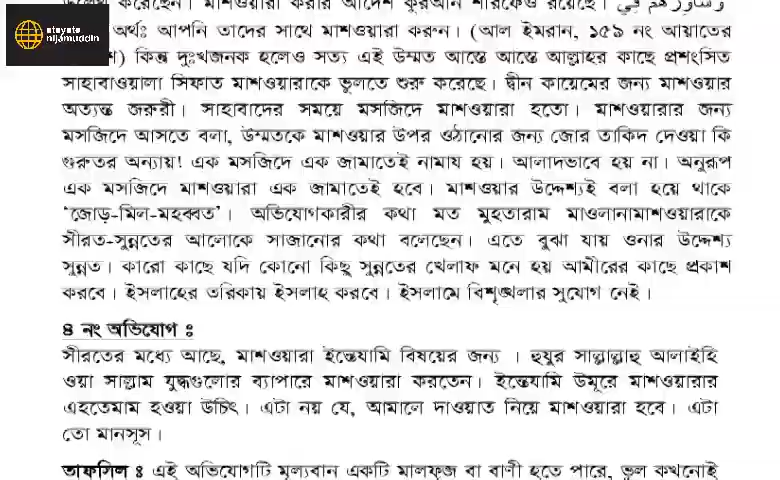 উল্লেখ করেছেন। মাশওয়ারা করার আদেশ কুরআন শরিফেও রয়েছে। وَشَاوِرْهُمْ فِي
atayate
nijamuddin
অর্থঃ আপনি তাদের সাথে মাশওয়ারা করুন। (আল ইমরান, ১৫৯ নং আয়াতের
) কিন্তু দুঃখজনক হলেও সত্য এই উম্মত আস্তে আস্তে আল্লাহর কাছে প্রশংসিত
সাহাবাওয়ালা সিফাত মাশওয়ারাকে ভুলতে শুরু করেছে। দ্বীন কায়েমের জন্য মাশওয়ার
অত্যন্ত জরুরী। সাহাবাদের সময়ে মসজিদে মাশওয়ারা হতো। মাশওয়ারার জন্য
মসজিদে আসতে বলা, উম্মতকে মাশওয়ার উপর ওঠানোর জন্য জোর তাকিদ দেওয়া কি
গুরুতর অন্যায়! এক মসজিদে এক জামাতেই নামায হয়। আলাদভাবে হয় না। অনুরূপ
এক মসজিদে মাশওয়ারা এক জামাতেই হবে। মাশওয়ার উদ্দেশ্যই বলা হয়ে থাকে
‘জোড়-মিল-মহব্বত’। অভিযোগকারীর কথা মত মুহতারাম মাওলানামাশওয়ারাকে
সীরত-সুন্নতের আলোকে সাজানোর কথা বলেছেন। এতে বুঝা যায় ওনার উদ্দেশ্য
সুন্নত। কারো কাছে যদি কোনো কিছু সুন্নতের খেলাফ মনে হয় আমীরের কাছে প্রকাশ
করবে। ইসলাহের তরিকায় ইসলাহ করবে। ইসলামে বিশৃঙ্খলার সুযোগ নেই।
৪ নং অভিযোগ ঃ
সীরতের মধ্যে আছে, মাশওয়ারা ইন্তেযামি বিষয়ের জন্য । হুযুর সাল্লাল্লাহু আলাইহি
ওয়া সাল্লাম যুদ্ধগুলোর ব্যাপারে মাশওয়ারা করতেন। ইন্তেযামি উমূরে মাশওয়ারার
এহতেমাম হওয়া উচিৎ। এটা নয় যে, আমালে দাওয়াত নিয়ে মাশওয়ারা হবে। এটা
তো মানসূস।
তাফসিল ঃ এই অভিযোগটি মূল্যবান একটি মালফূজ বা বাণী হতে পারে, ভুল কখনোই